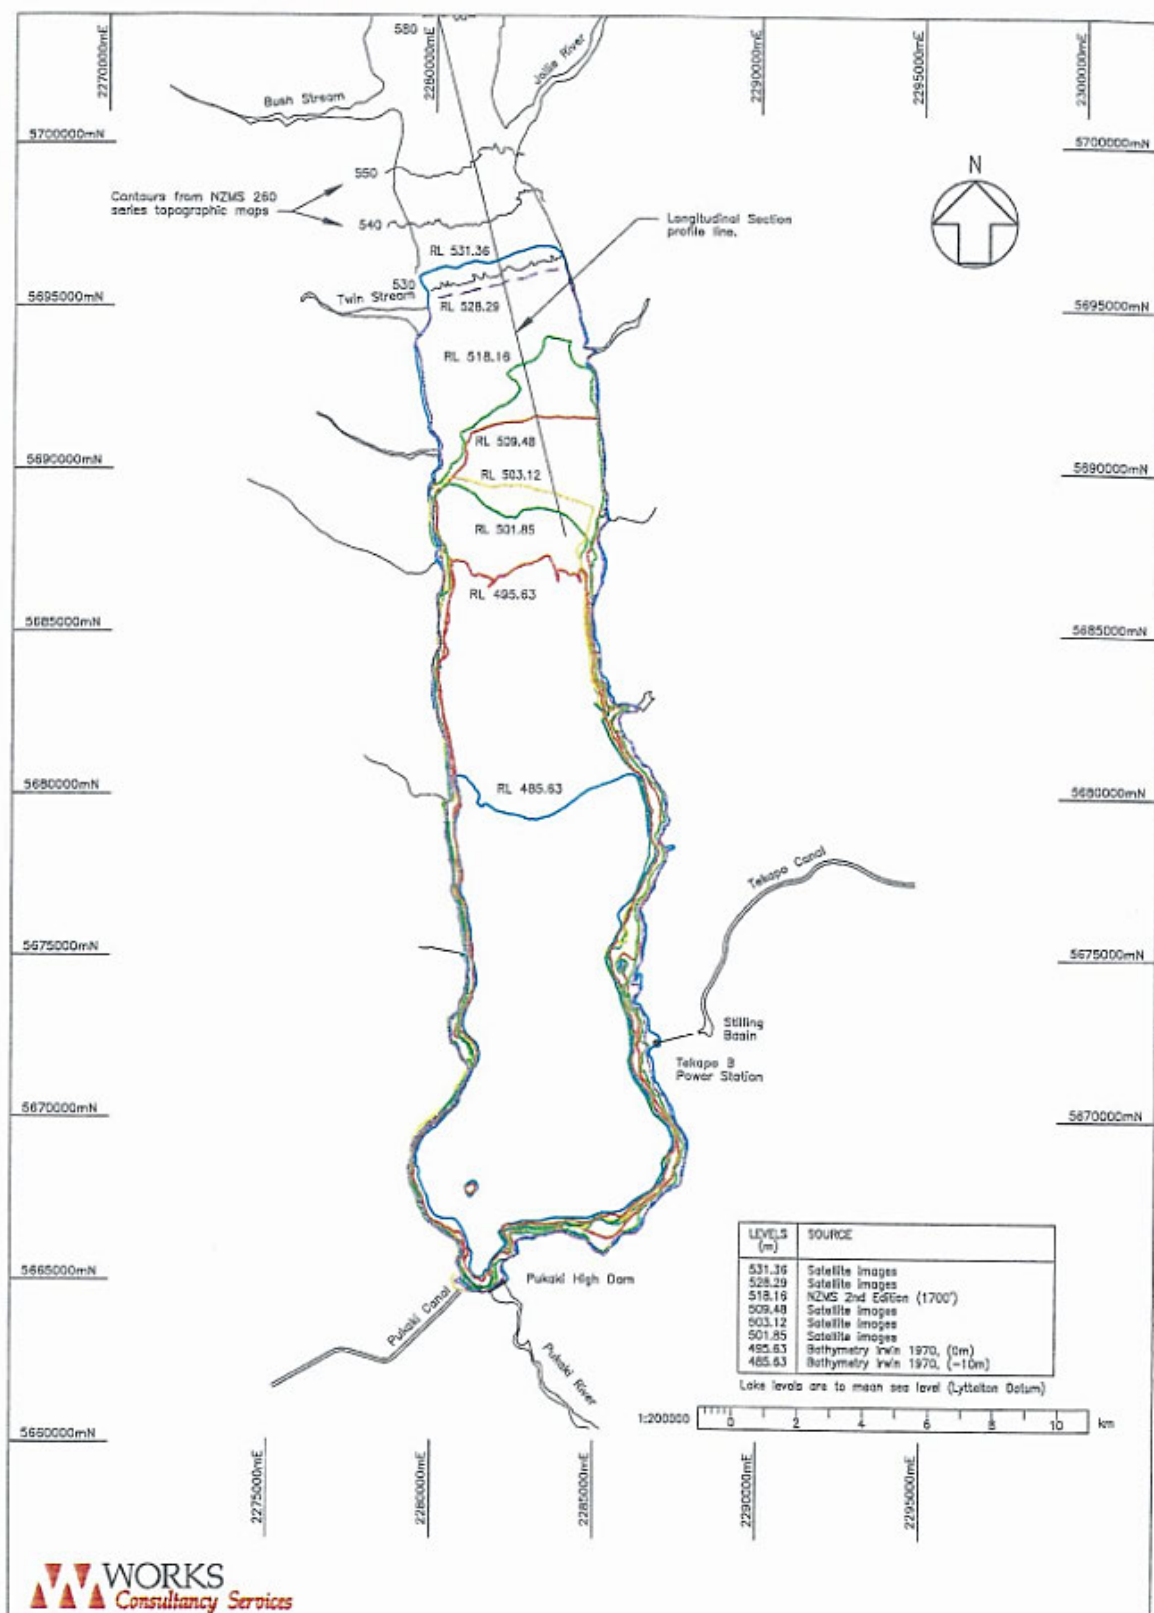 580
2270000mE
2280000mE
2290000mE
2295000mE
2300000mE
Jollie River
Bush Stream
5700000mN
5700000mN
550
N
Contours from NZMS 260
series topographic maps
540
Longitudinal Section
profile line.
RL 531.36
530
Twin Stream
RL 528.29
5695000mN
5695000mN
RL 518.16
RL 509.48
5690000mN
5690000mN
RL 503.12
RL 501.85
RL 495.63
5685000mN
5685000mN
5680000mN
RL 485.63
5680000mN
Tekapo Canal
5675000mN
5675000mN
Stilling
Basin
Tekapo B
Power Station
5670000mN
5670000mN
LEVELS
(m)
SOURCE
531.36 Satellite Images
528.29 Satellite Images
518.16 NZMS 2nd Edition (1700')
509.48 Satellite Images
503.12 Satellite Images
501.85 Satellite Images
495.63 Bathymetry Irwin 1970, (0m)
485.63 Bathymetry Irwin 1970, (-10m)
Lake levels are to mean sea level (Lyttelton Datum)
5665000mN
Pukaki High Dam
Pukaki Canal
Pukaki River
1:200000
0 2 4 6 8 10 km
5660000mN
2275000mE
2280000mE
2285000mE
2290000mE
2295000mE
WORKS
Consultancy Services